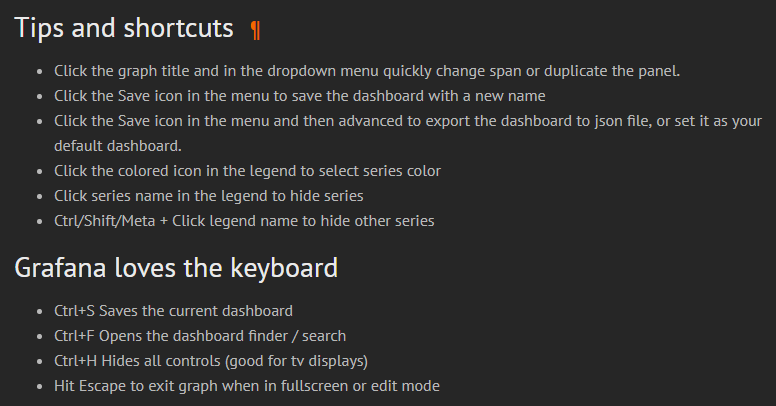 Tips and shortcuts ¶
• Click the graph title and in the dropdown menu quickly change span or duplicate the panel.
• Click the Save icon in the menu to save the dashboard with a new name
• Click the Save icon in the menu and then advanced to export the dashboard to json file, or set it as your
default dashboard.
• Click the colored icon in the legend to select series color
• Click series name in the legend to hide series
• Ctrl/Shift/Meta + Click legend name to hide other series
Grafana loves the keyboard
• Ctrl+S Saves the current dashboard
• Ctrl+F Opens the dashboard finder / search
• Ctrl+H Hides all controls (good for tv displays)
• Hit Escape to exit graph when in fullscreen or edit mode